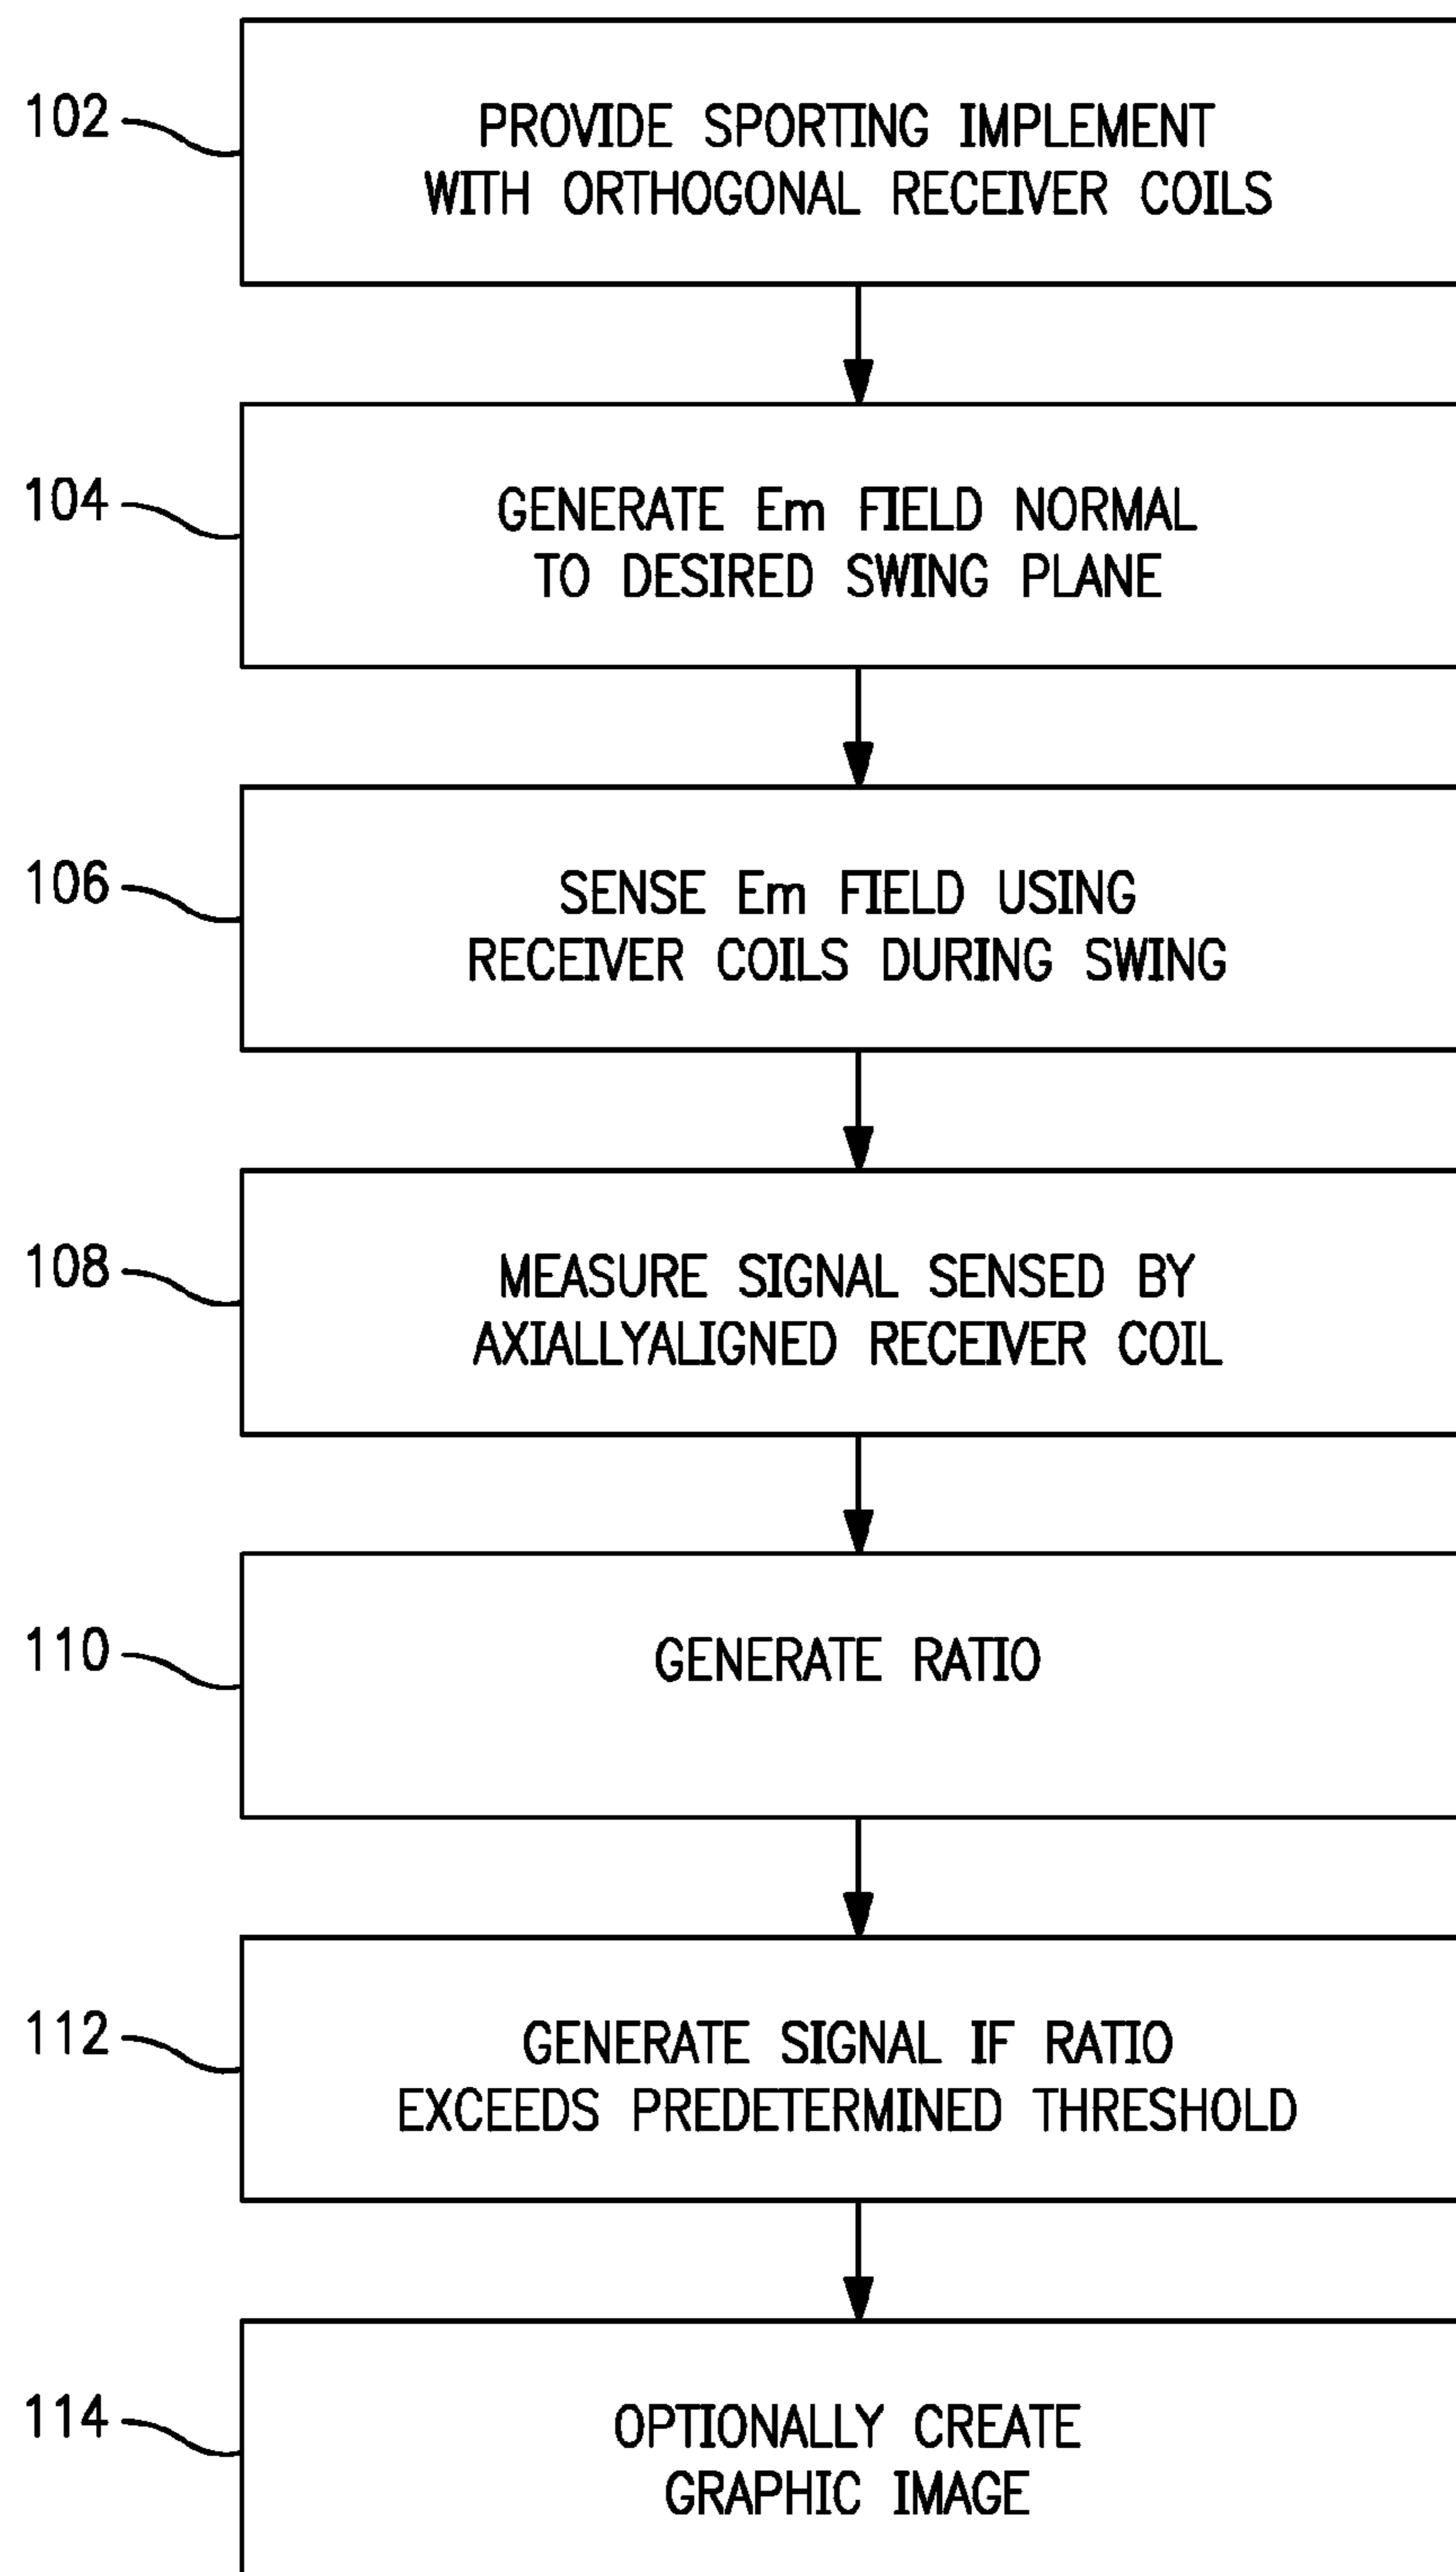 102
PROVIDE SPORTING IMPLEMENT
WITH ORTHOGONAL RECEIVER COILS
104
GENERATE Em FIELD NORMAL
TO DESIRED SWING PLANE
106
SENSE Em FIELD USING
RECEIVER COILS DURING SWING
108
MEASURE SIGNAL SENSED BY
AXIALLYALIGNED RECEIVER COIL
110
GENERATE RATIO
112
GENERATE SIGNAL IF RATIO
EXCEEDS PREDETERMINED THRESHOLD
114
OPTIONALLY CREATE
GRAPHIC IMAGE